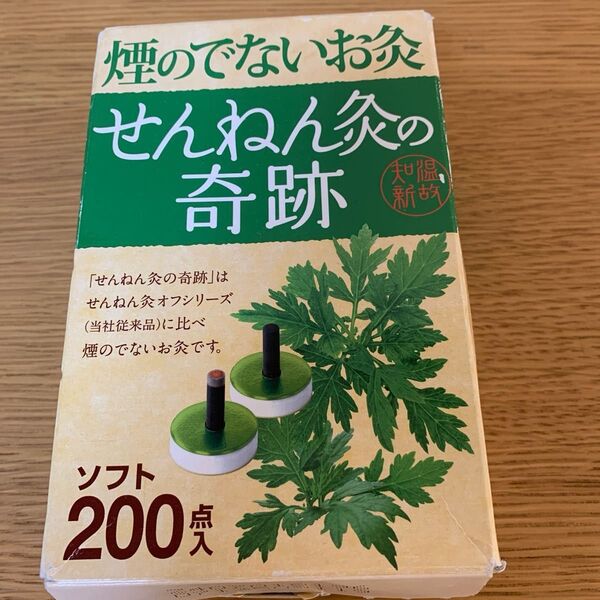 煙のでないお灸
せんねん灸の
奇跡
温故
知新
「せんねん灸の奇跡」は
せんねん灸オフシリーズ
(当社従来品)に比べ
煙のでないお灸です。
ソフト
200点入